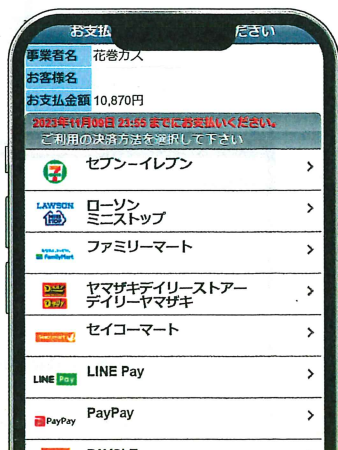 お支払 ださい
事業者名 花巻ガス
お客様名
お支払金額 10,870円
2023年11月09日 23:55 までにお支払いください。
ご利用の決済方法を選択して下さい
セブン-イレブン
LAWSON
ローソン
ミニストップ
FamilyMart
ファミリーマート
Daily
ヤマザキデイリーストアー
デイリーヤマザキ
セイコーマート
LINE Pay
LINE Pay
PayPay
PayPay